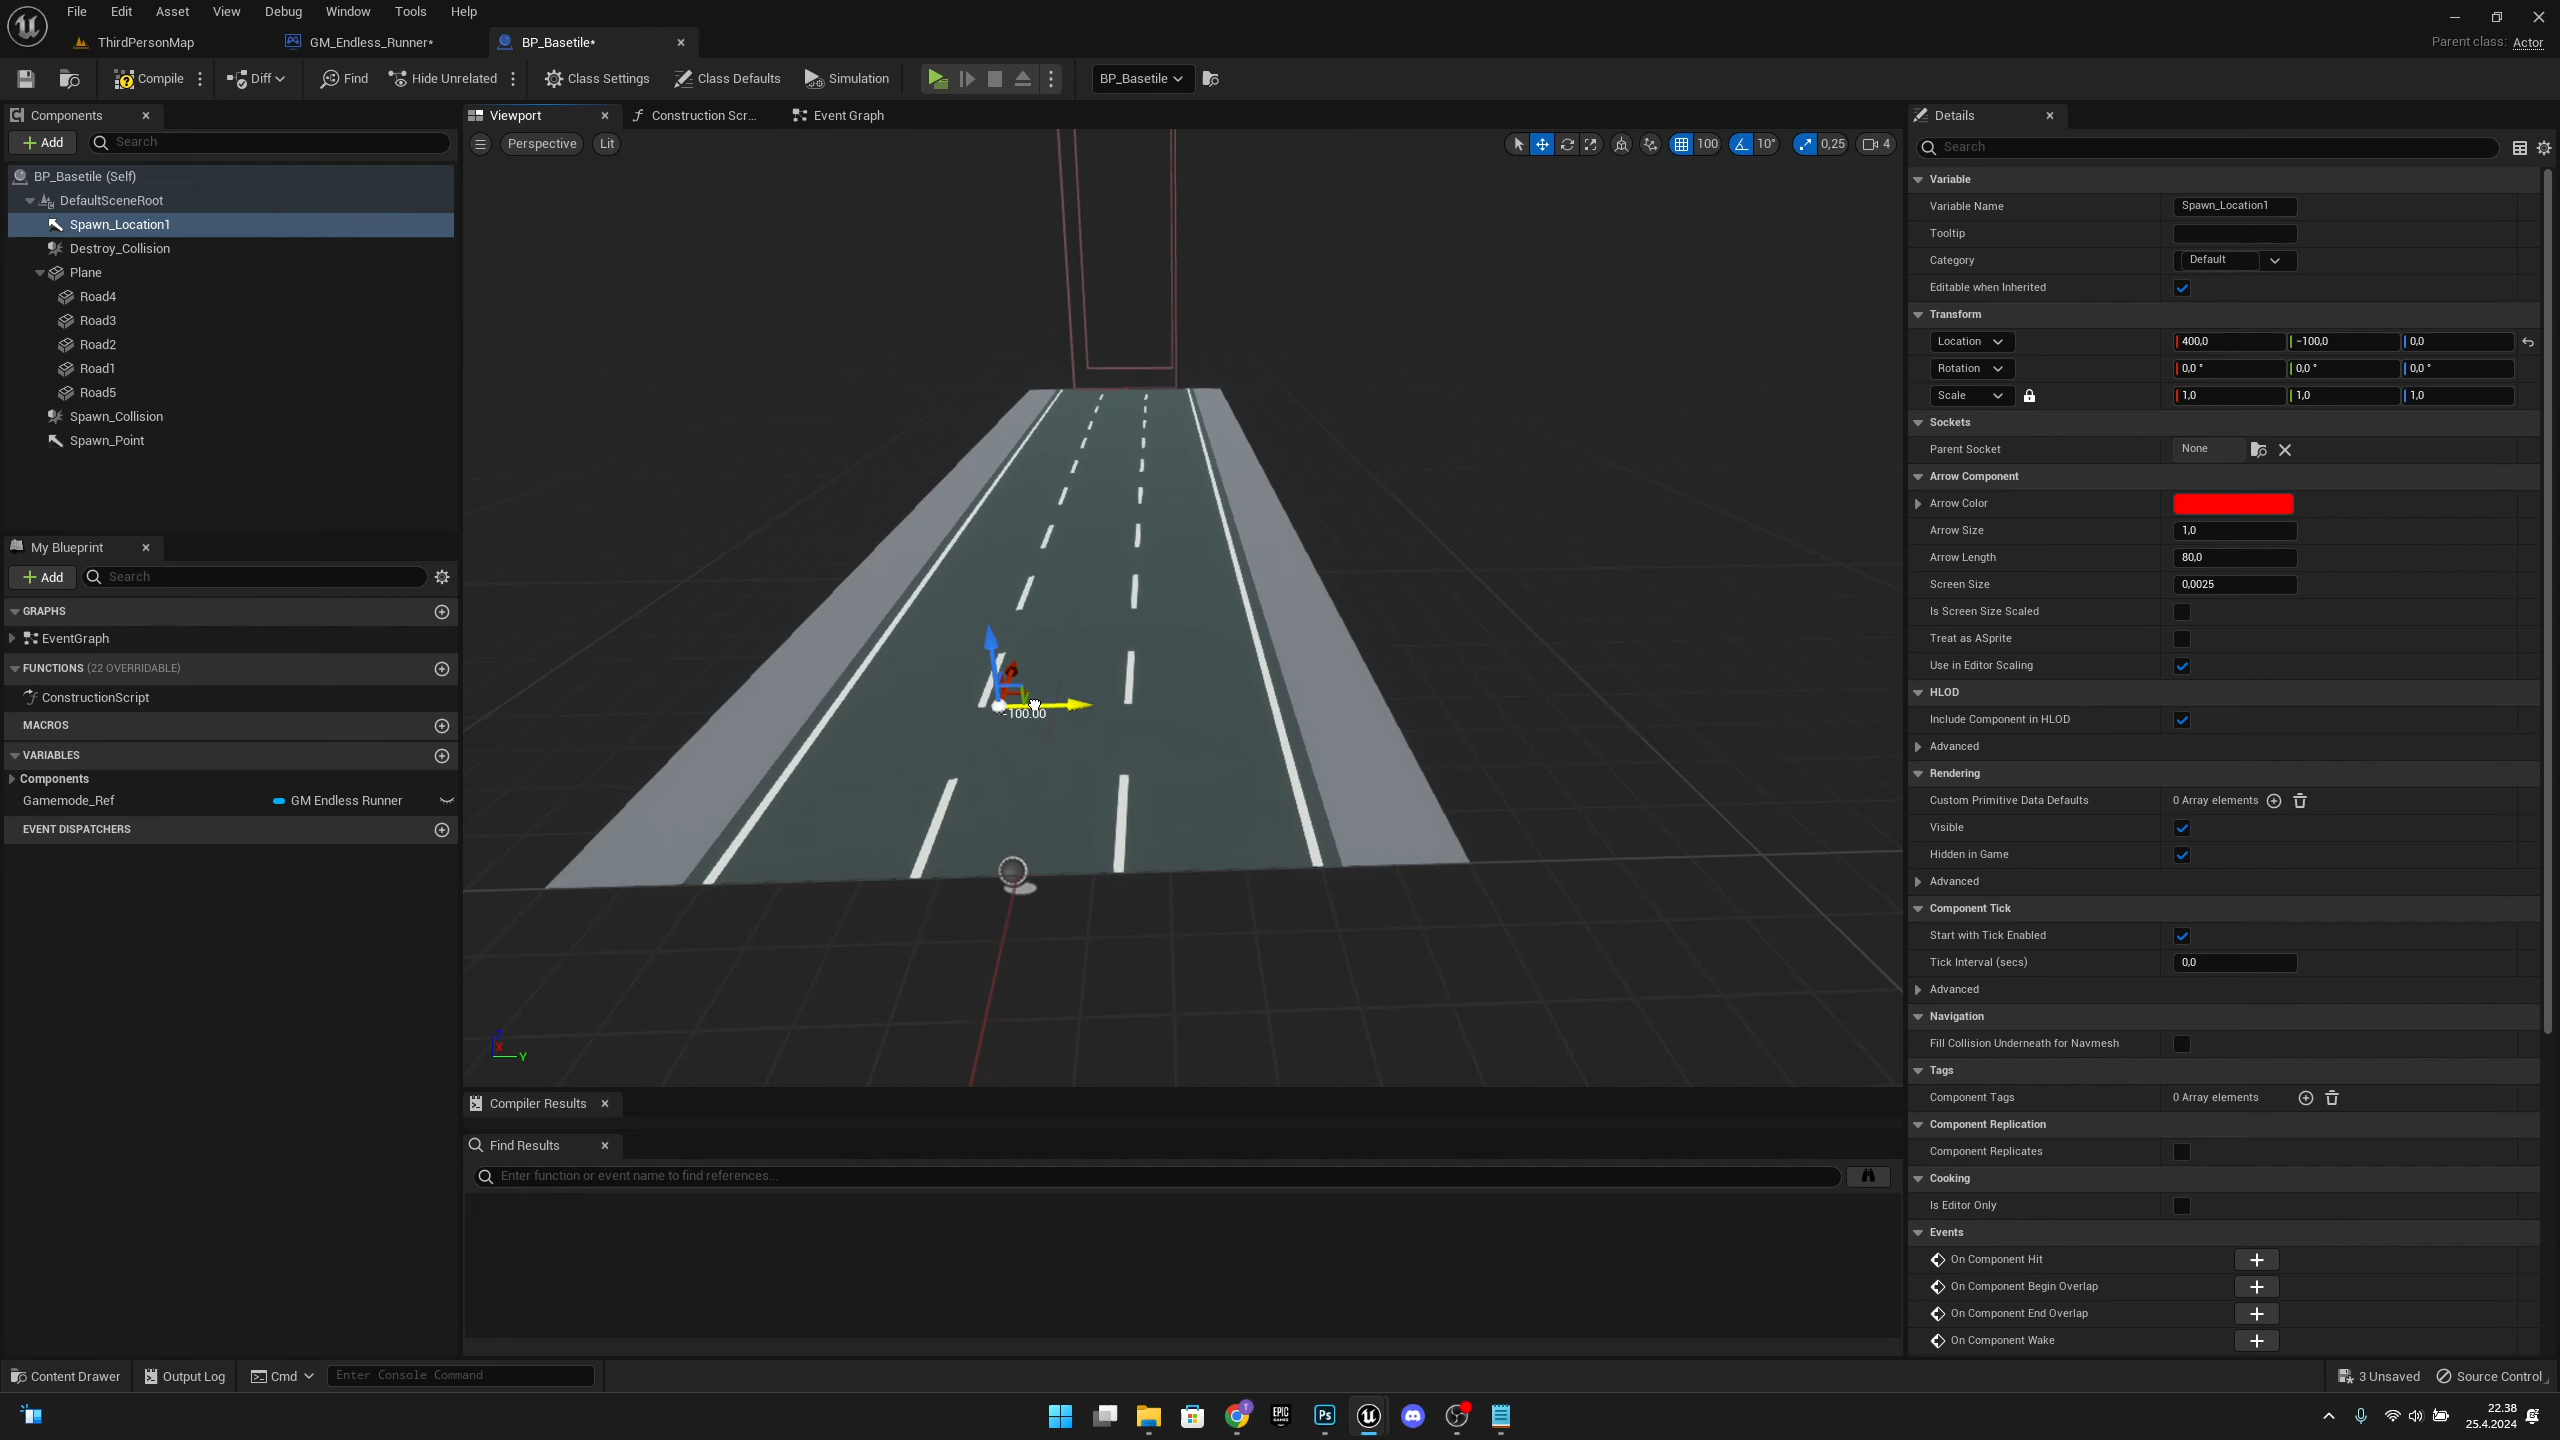 File Edit Asset View Debug Window Tools Help
ThirdPersonMap GM_Endless_Runner* BP_Basetile*
Parent class: Actor
Compile Diff Find Hide Unrelated Class Settings Class Defaults Simulation BP_Basetile
Components
Add Search
BP_Basetile (Self)
DefaultSceneRoot
Spawn_Location1
Destroy_Collision
Plane
Road4
Road3
Road2
Road1
Road5
Spawn_Collision
Spawn_Point
My Blueprint
Add Search
GRAPHS
EventGraph
FUNCTIONS (22 OVERRIDABLE)
ConstructionScript
MACROS
VARIABLES
Components
Gamemode_Ref GM Endless Runner
EVENT DISPATCHERS
Viewport Construction Scr... Event Graph
Perspective Lit 100 10° 0,25 4
-100.00
Z X Y
Compiler Results
Find Results
Enter function or event name to find references...
Details
Search
Variable
Variable Name Spawn_Location1
Tooltip
Category Default
Editable when Inherited
Transform
Location 400,0 -100,0 0,0
Rotation 0,0 ° 0,0 ° 0,0 °
Scale 1,0 1,0 1,0
Sockets
Parent Socket None
Arrow Component
Arrow Color
Arrow Size 1,0
Arrow Length 80,0
Screen Size 0,0025
Is Screen Size Scaled
Treat as ASprite
Use in Editor Scaling
HLOD
Include Component in HLOD
Advanced
Rendering
Custom Primitive Data Defaults 0 Array elements
Visible
Hidden in Game
Advanced
Component Tick
Start with Tick Enabled
Tick Interval (secs) 0,0
Advanced
Navigation
Fill Collision Underneath for Navmesh
Tags
Component Tags 0 Array elements
Component Replication
Component Replicates
Cooking
Is Editor Only
Events
On Component Hit
On Component Begin Overlap
On Component End Overlap
On Component Wake
Content Drawer Output Log Cmd Enter Console Command 3 Unsaved Source Control
T EPIC GAMES Ps
22.38
25.4.2024